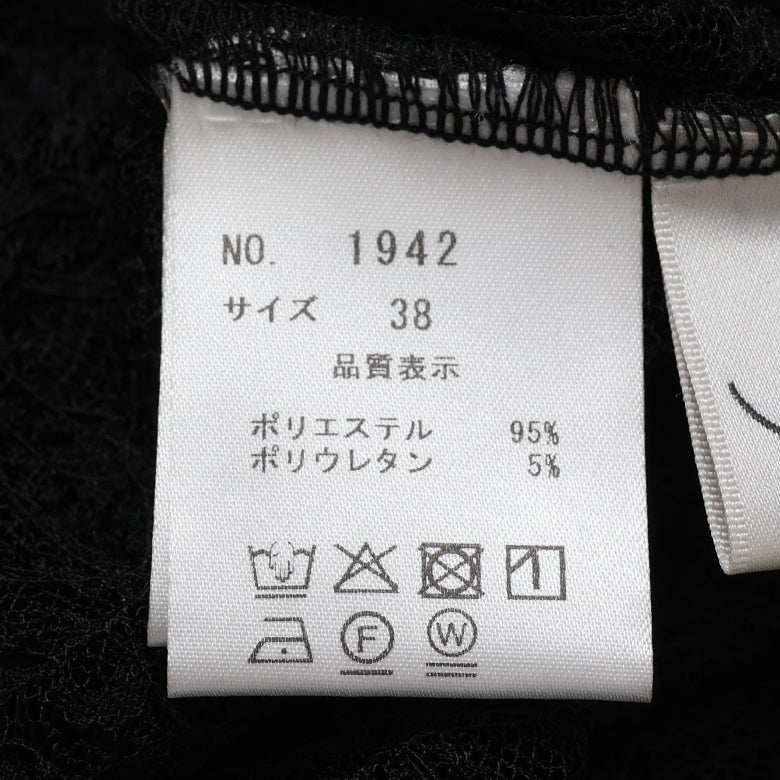 NO. 1942
サイズ 38
品質表示
ポリエステル 95%
ポリウレタン 5%
F W